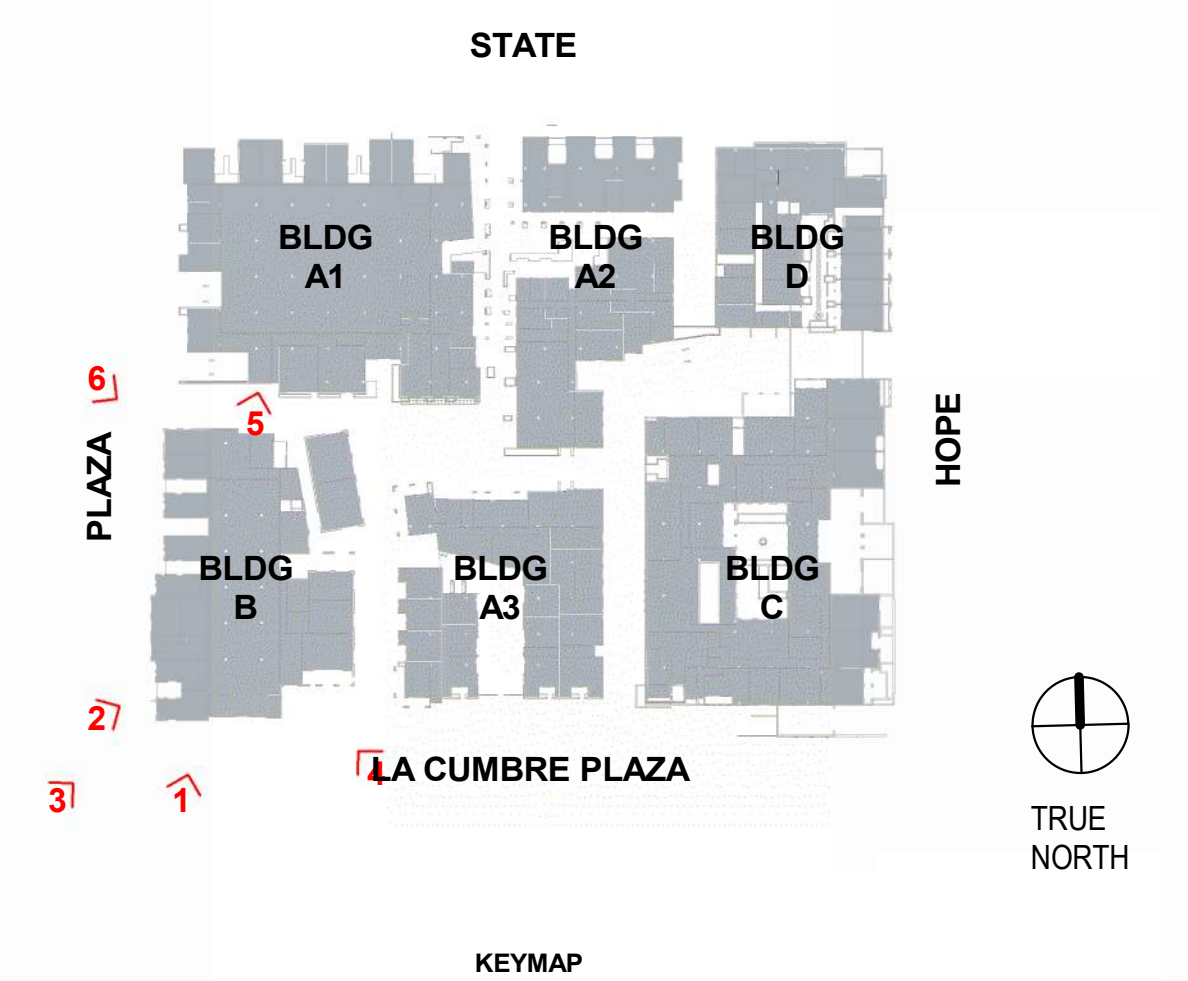 STATE
BLDG
A1
BLDG
A2
BLDG
D
6
5
PLAZA
HOPE
BLDG
B
BLDG
A3
BLDG
C
2
4
LA CUMBRE PLAZA
3
1
TRUE
NORTH
KEYMAP